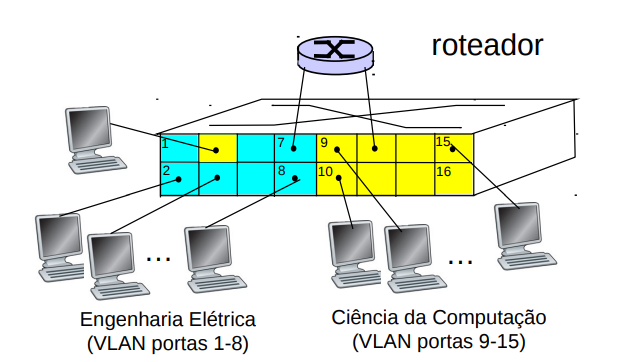 roteador
1 7 9 15
2 8 10 16
... ...
Engenharia Elétrica
(VLAN portas 1-8)
Ciência da Computação
(VLAN portas 9-15)